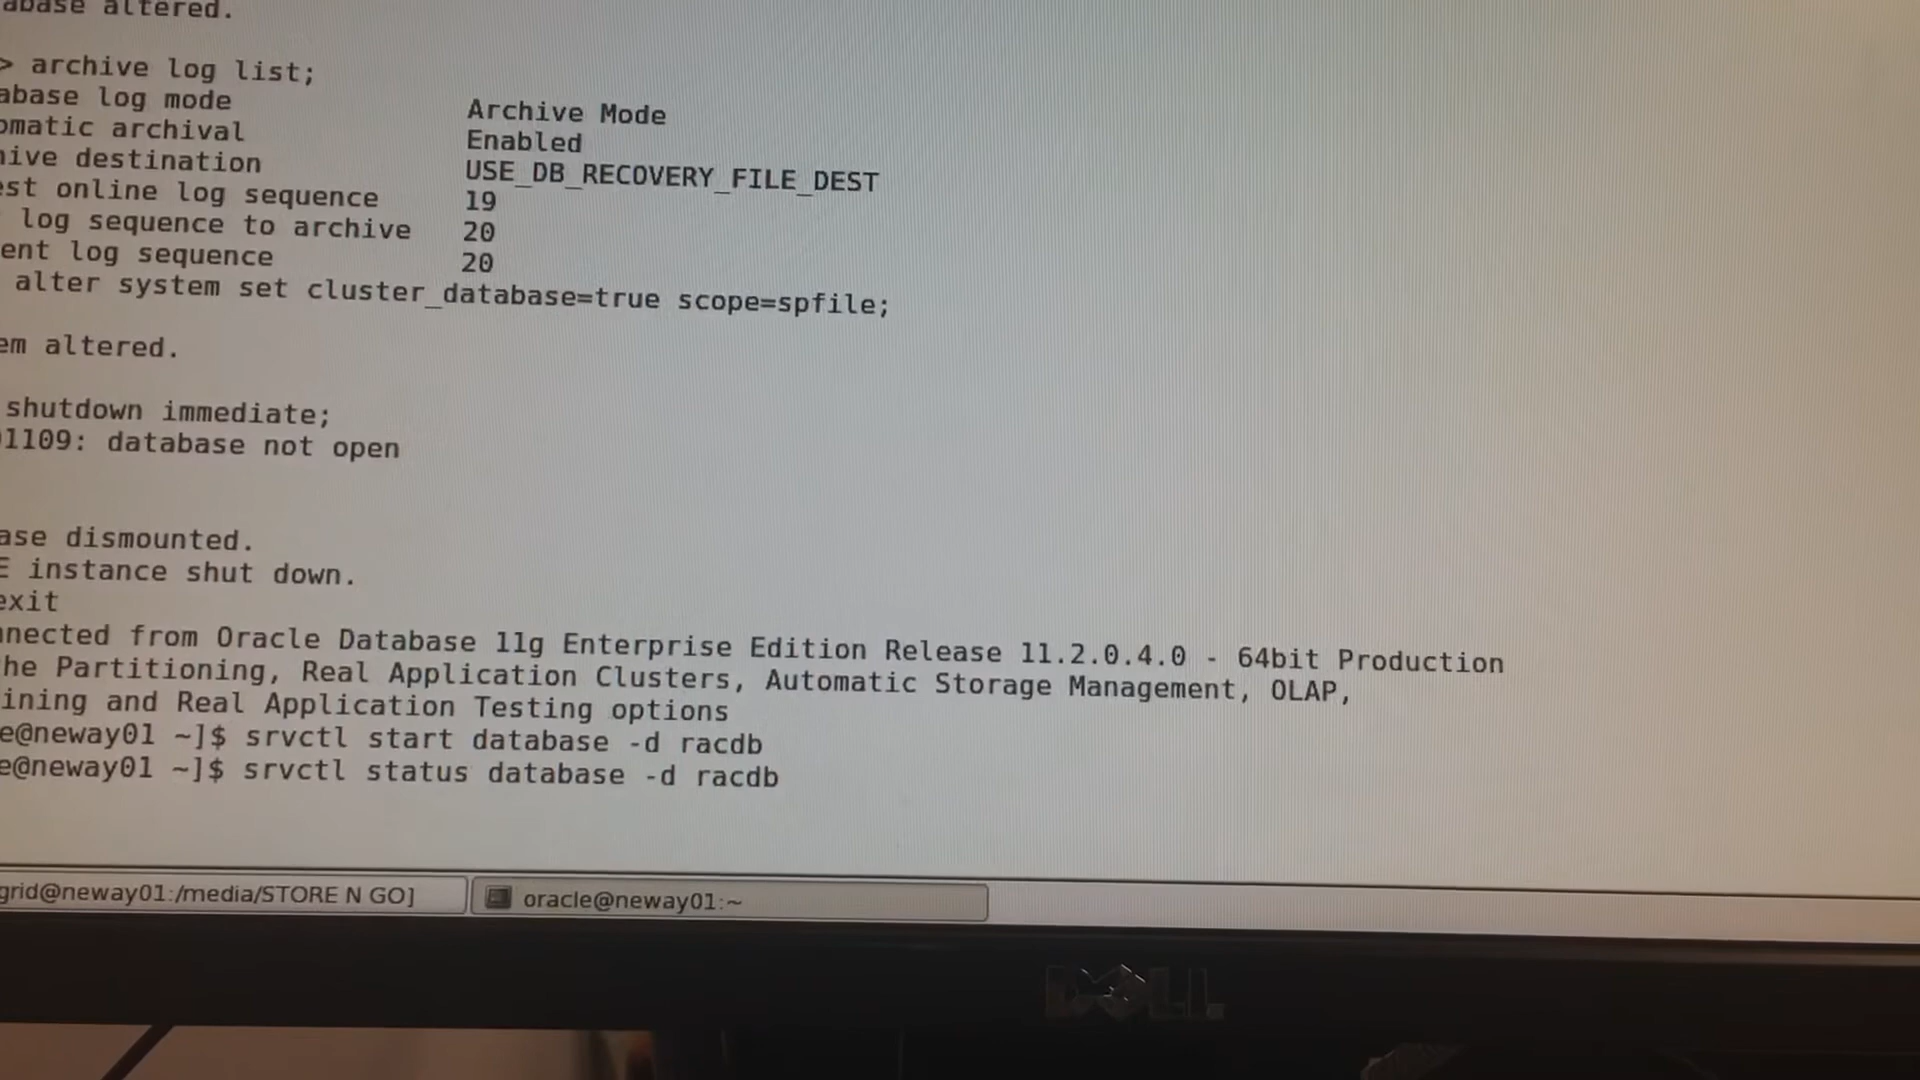 abase altered.
> archive log list;
abase log mode Archive Mode
omatic archival Enabled
hive destination USE_DB_RECOVERY_FILE_DEST
est online log sequence 19
log sequence to archive 20
ent log sequence 20
alter system set cluster_database=true scope=spfile;
em altered.
shutdown immediate;
01109: database not open
ase dismounted.
E instance shut down.
exit
nnected from Oracle Database 11g Enterprise Edition Release 11.2.0.4.0 - 64bit Production
he Partitioning, Real Application Clusters, Automatic Storage Management, OLAP,
ining and Real Application Testing options
e@neway01 ~]$ srvctl start database -d racdb
e@neway01 ~]$ srvctl status database -d racdb
grid@neway01:/media/STORE N GO]
oracle@neway01:~
DELL